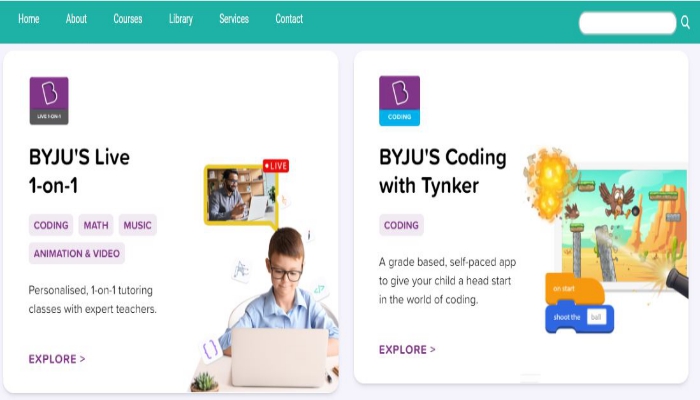 Home About Courses Library Services Contact
LIVE 1-ON-1
BYJU'S Live
1-on-1
CODING MATH MUSIC
ANIMATION & VIDEO
Personalised, 1-on-1 tutoring
classes with expert teachers.
EXPLORE >
LIVE
CODING
BYJU'S Coding
with Tynker
CODING
A grade based, self-paced app
to give your child a head start
in the world of coding.
EXPLORE >
on start
shoot the ball